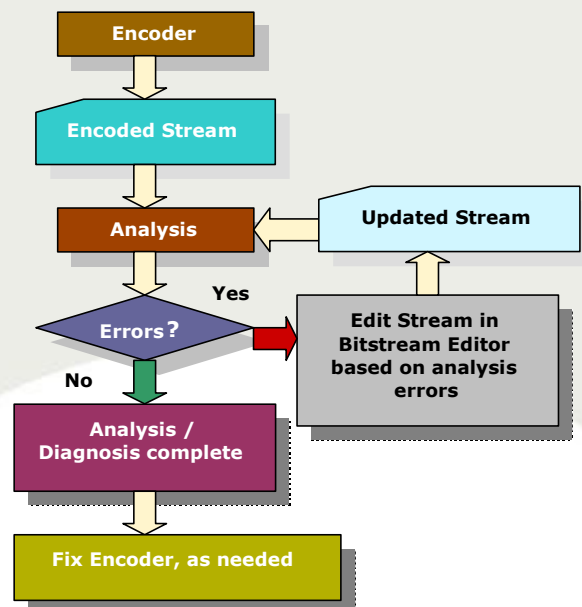 Encoder
Encoded Stream
Analysis
Updated Stream
Errors?
Yes
Edit Stream in
Bitstream Editor
based on analysis
errors
No
Analysis /
Diagnosis complete
Fix Encoder, as needed